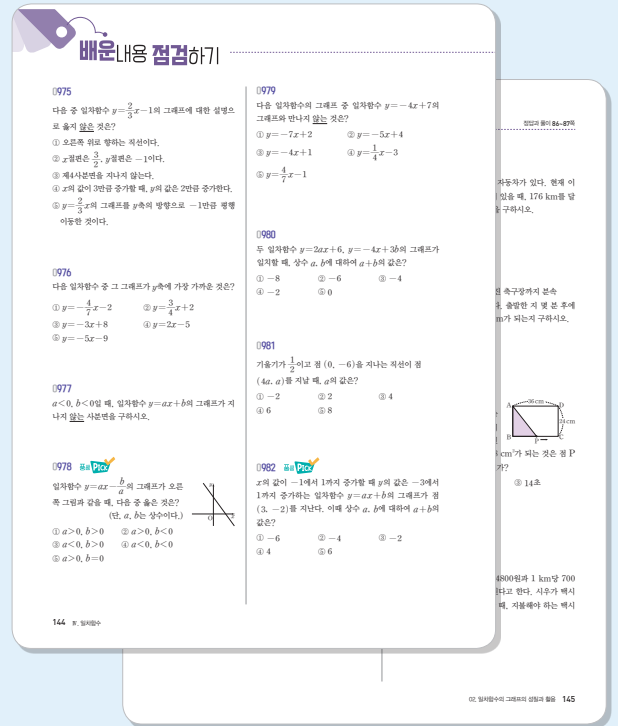 배운내용 점검하기
0975
다음 중 일차함수 y=2/3x-1의 그래프에 대한 설명으
로 옳지 않은 것은?
① 오른쪽 위로 향하는 직선이다.
② x절편은 3/2, y절편은 -1이다.
③ 제4사분면을 지나지 않는다.
④ x의 값이 3만큼 증가할 때, y의 값은 2만큼 증가한다.
⑤ y=2/3x의 그래프를 y축의 방향으로 -1만큼 평행
이동한 것이다.
0976
다음 일차함수 중 그 그래프가 y축에 가장 가까운 것은?
① y=-4/7x-2 ② y=3/4x+2
③ y=-3x+8 ④ y=2x-5
⑤ y=-5x-9
0977
a<0, b<0일 때, 일차함수 y=ax+b의 그래프가 지
나지 않는 사분면을 구하시오.
0978 품쏙 PICK
일차함수 y=ax-b/a의 그래프가 오른
쪽 그림과 같을 때, 다음 중 옳은 것은?
(단, a, b는 상수이다.)
y
O
x
① a>0, b>0 ② a>0, b<0
③ a<0, b>0 ④ a<0, b<0
⑤ a>0, b=0
144 Ⅳ. 일차함수
0979
다음 일차함수의 그래프 중 일차함수 y=-4x+7의
그래프와 만나지 않는 것은?
① y=-7x+2 ② y=-5x+4
③ y=-4x+1 ④ y=1/4x-3
⑤ y=4/7x-1
0980
두 일차함수 y=2ax+6, y=-4x+3b의 그래프가
일치할 때, 상수 a, b에 대하여 a+b의 값은?
① -8 ② -6 ③ -4
④ -2 ⑤ 0
0981
기울기가 1/2이고 점 (0, -6)을 지나는 직선이 점
(4a, a)를 지날 때, a의 값은?
① -2 ② 2 ③ 4
④ 6 ⑤ 8
0982 품쏙 PICK
x의 값이 -1에서 1까지 증가할 때 y의 값은 -3에서
1까지 증가하는 일차함수 y=ax+b의 그래프가 점
(3, -2)를 지난다. 이때 상수 a, b에 대하여 a+b의
값은?
① -6 ② -4 ③ -2
④ 4 ⑤ 6
정답과 풀이 86~87쪽
자동차가 있다. 현재 이
있을 때, 176 km를 달
구하시오.
축구장까지 분속
출발한 지 몇 분 후에
m가 되는지 구하시오.
A 36cm D
24cm
B P C
cm²가 되는 것은 점 P
가?
③ 14초
4800원과 1 km당 700
다고 한다. 시우가 택시
때, 지불해야 하는 택시
02. 일차함수의 그래프의 성질과 활용 145